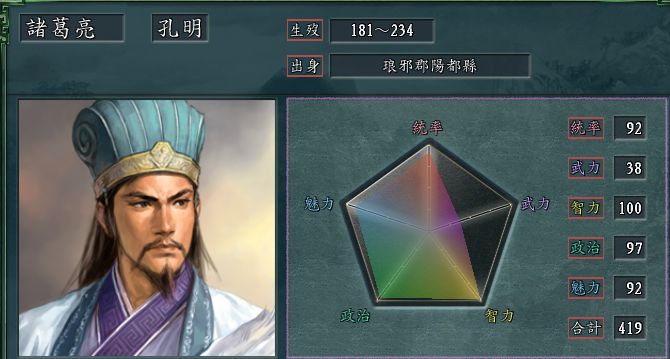 諸葛亮 孔明 生歿 181～234
出身 琅邪郡陽都縣
統率
魅力
武力
政治
智力
統率 92
武力 38
智力 100
政治 97
魅力 92
合計 419